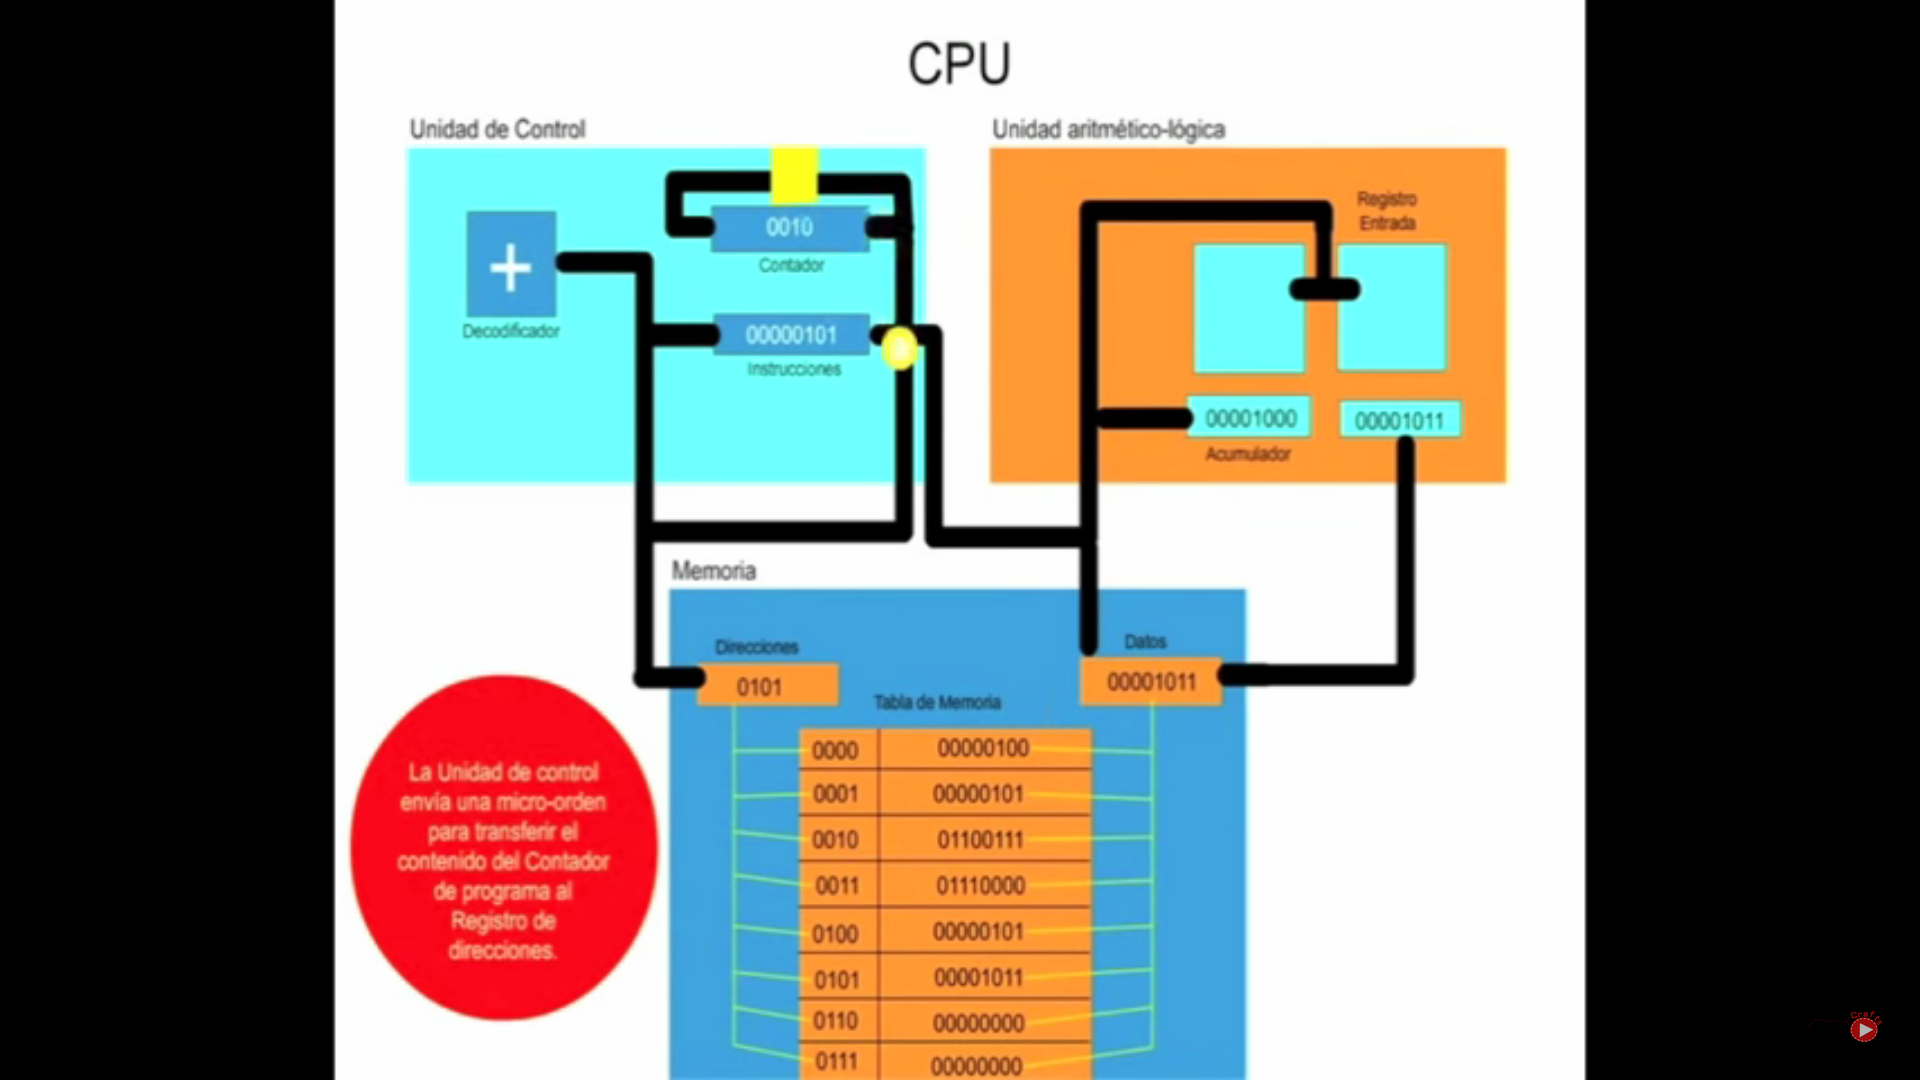 CPU
Unidad de Control
Unidad aritmético-lógica
Registro
Entrada
0010
Contador
+
Decodificador
00000101
Instrucciones
00001000
00001011
Acumulador
Memoria
Direcciones
Datos
0101
00001011
Tabla de Memoria
0000 00000100
0001 00000101
0010 01100111
0011 01110000
0100 00000101
0101 00001011
0110 00000000
0111 00000000
La Unidad de control
envía una micro-orden
para transferir el
contenido del Contador
de programa al
Registro de
direcciones.